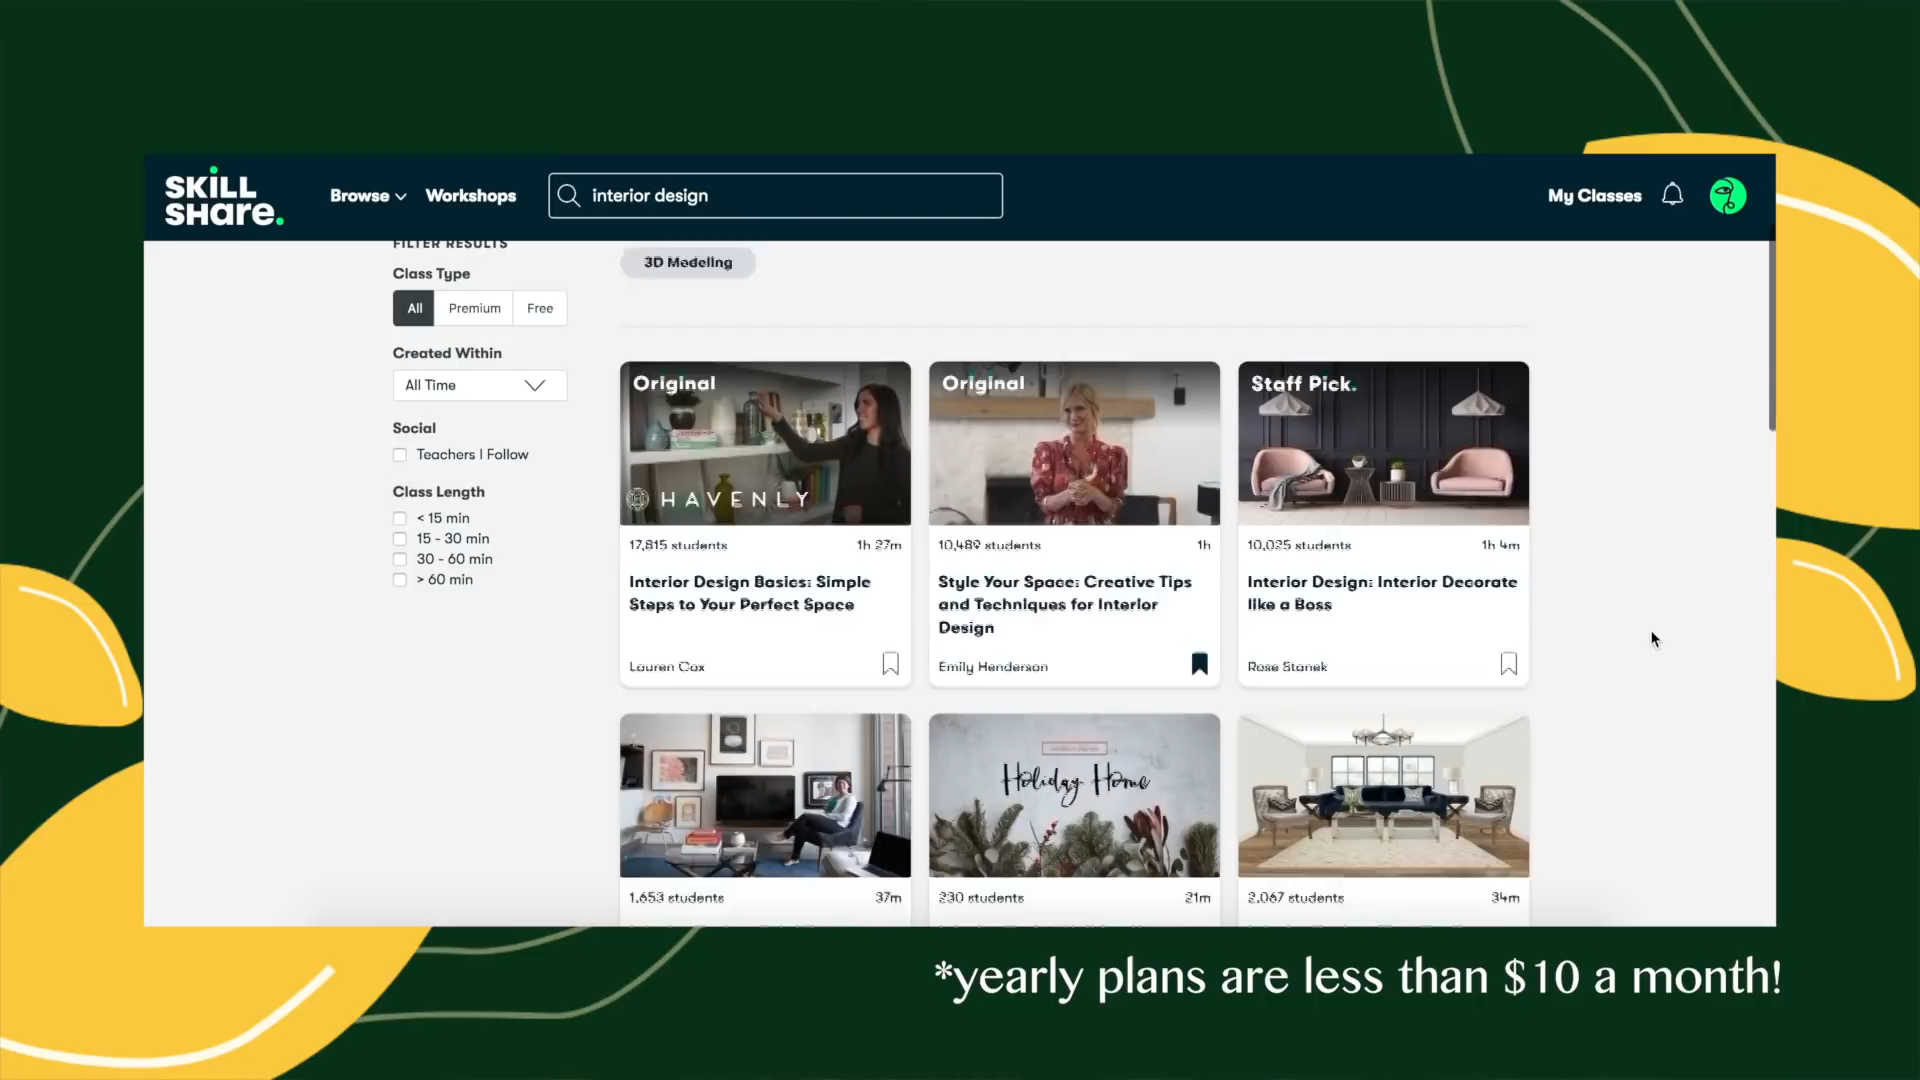 SKiLL
SHare.
Browse
Workshops
interior design
My Classes
FILTER RESULTS
Class Type
All
Premium
Free
Created Within
All Time
Social
Teachers I Follow
Class Length
< 15 min
15 - 30 min
30 - 60 min
> 60 min
3D Modeling
Original
HAVENLY
17,815 students
1h 27m
Interior Design Basics: Simple
Steps to Your Perfect Space
Lauren Cox
Original
10,489 students
1h
Style Your Space: Creative Tips
and Techniques for Interior
Design
Emily Henderson
Staff Pick.
10,025 students
1h 4m
Interior Design: Interior Decorate
like a Boss
Rose Stanek
1,653 students
37m
Holiday Home
230 students
21m
2,067 students
34m
*yearly plans are less than $10 a month!